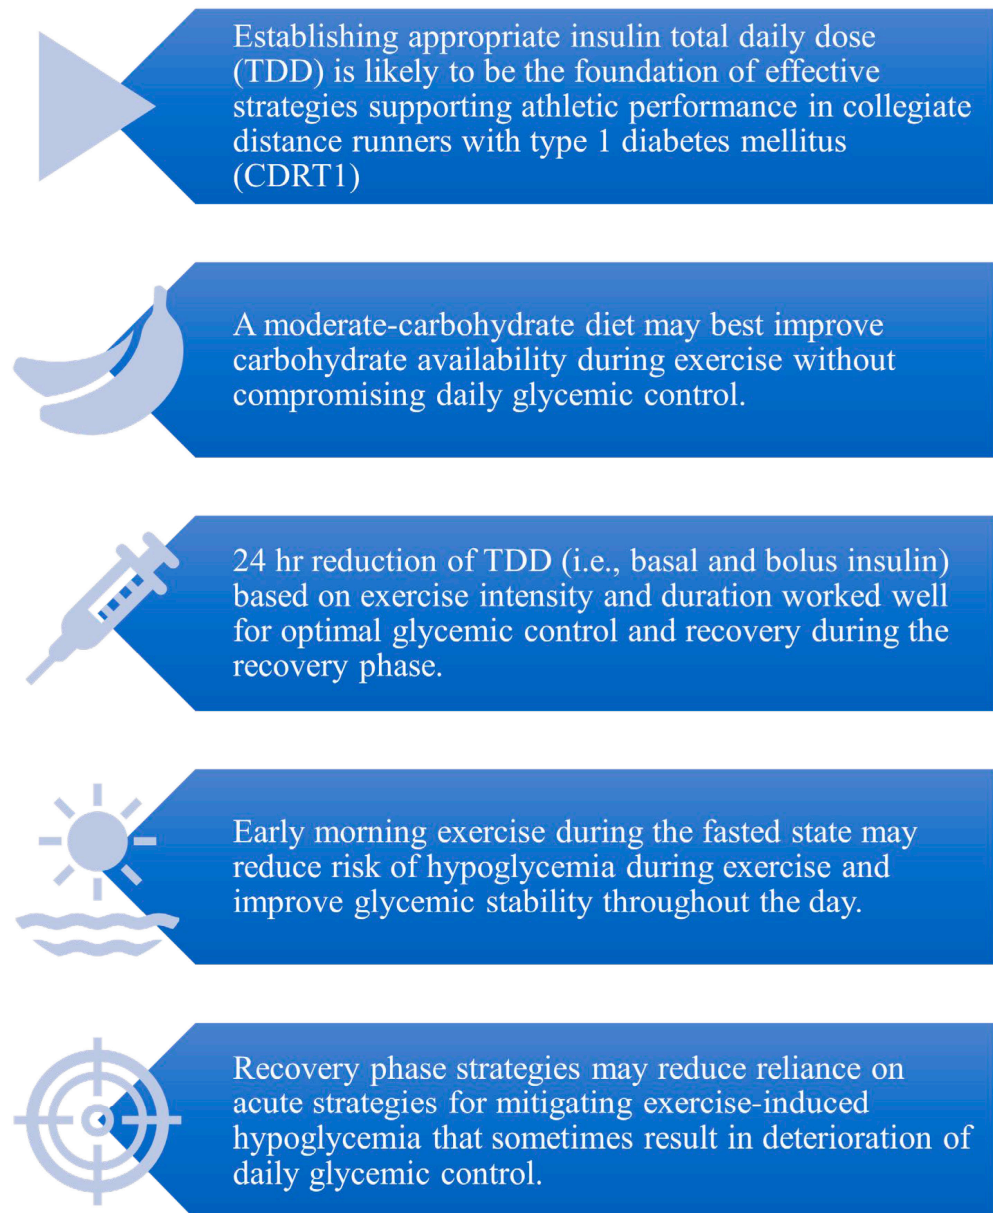 Establishing appropriate insulin total daily dose
(TDD) is likely to be the foundation of effective
strategies supporting athletic performance in collegiate
distance runners with type 1 diabetes mellitus
(CDRT1)
A moderate-carbohydrate diet may best improve
carbohydrate availability during exercise without
compromising daily glycemic control.
24 hr reduction of TDD (i.e., basal and bolus insulin)
based on exercise intensity and duration worked well
for optimal glycemic control and recovery during the
recovery phase.
Early morning exercise during the fasted state may
reduce risk of hypoglycemia during exercise and
improve glycemic stability throughout the day.
Recovery phase strategies may reduce reliance on
acute strategies for mitigating exercise-induced
hypoglycemia that sometimes result in deterioration of
daily glycemic control.